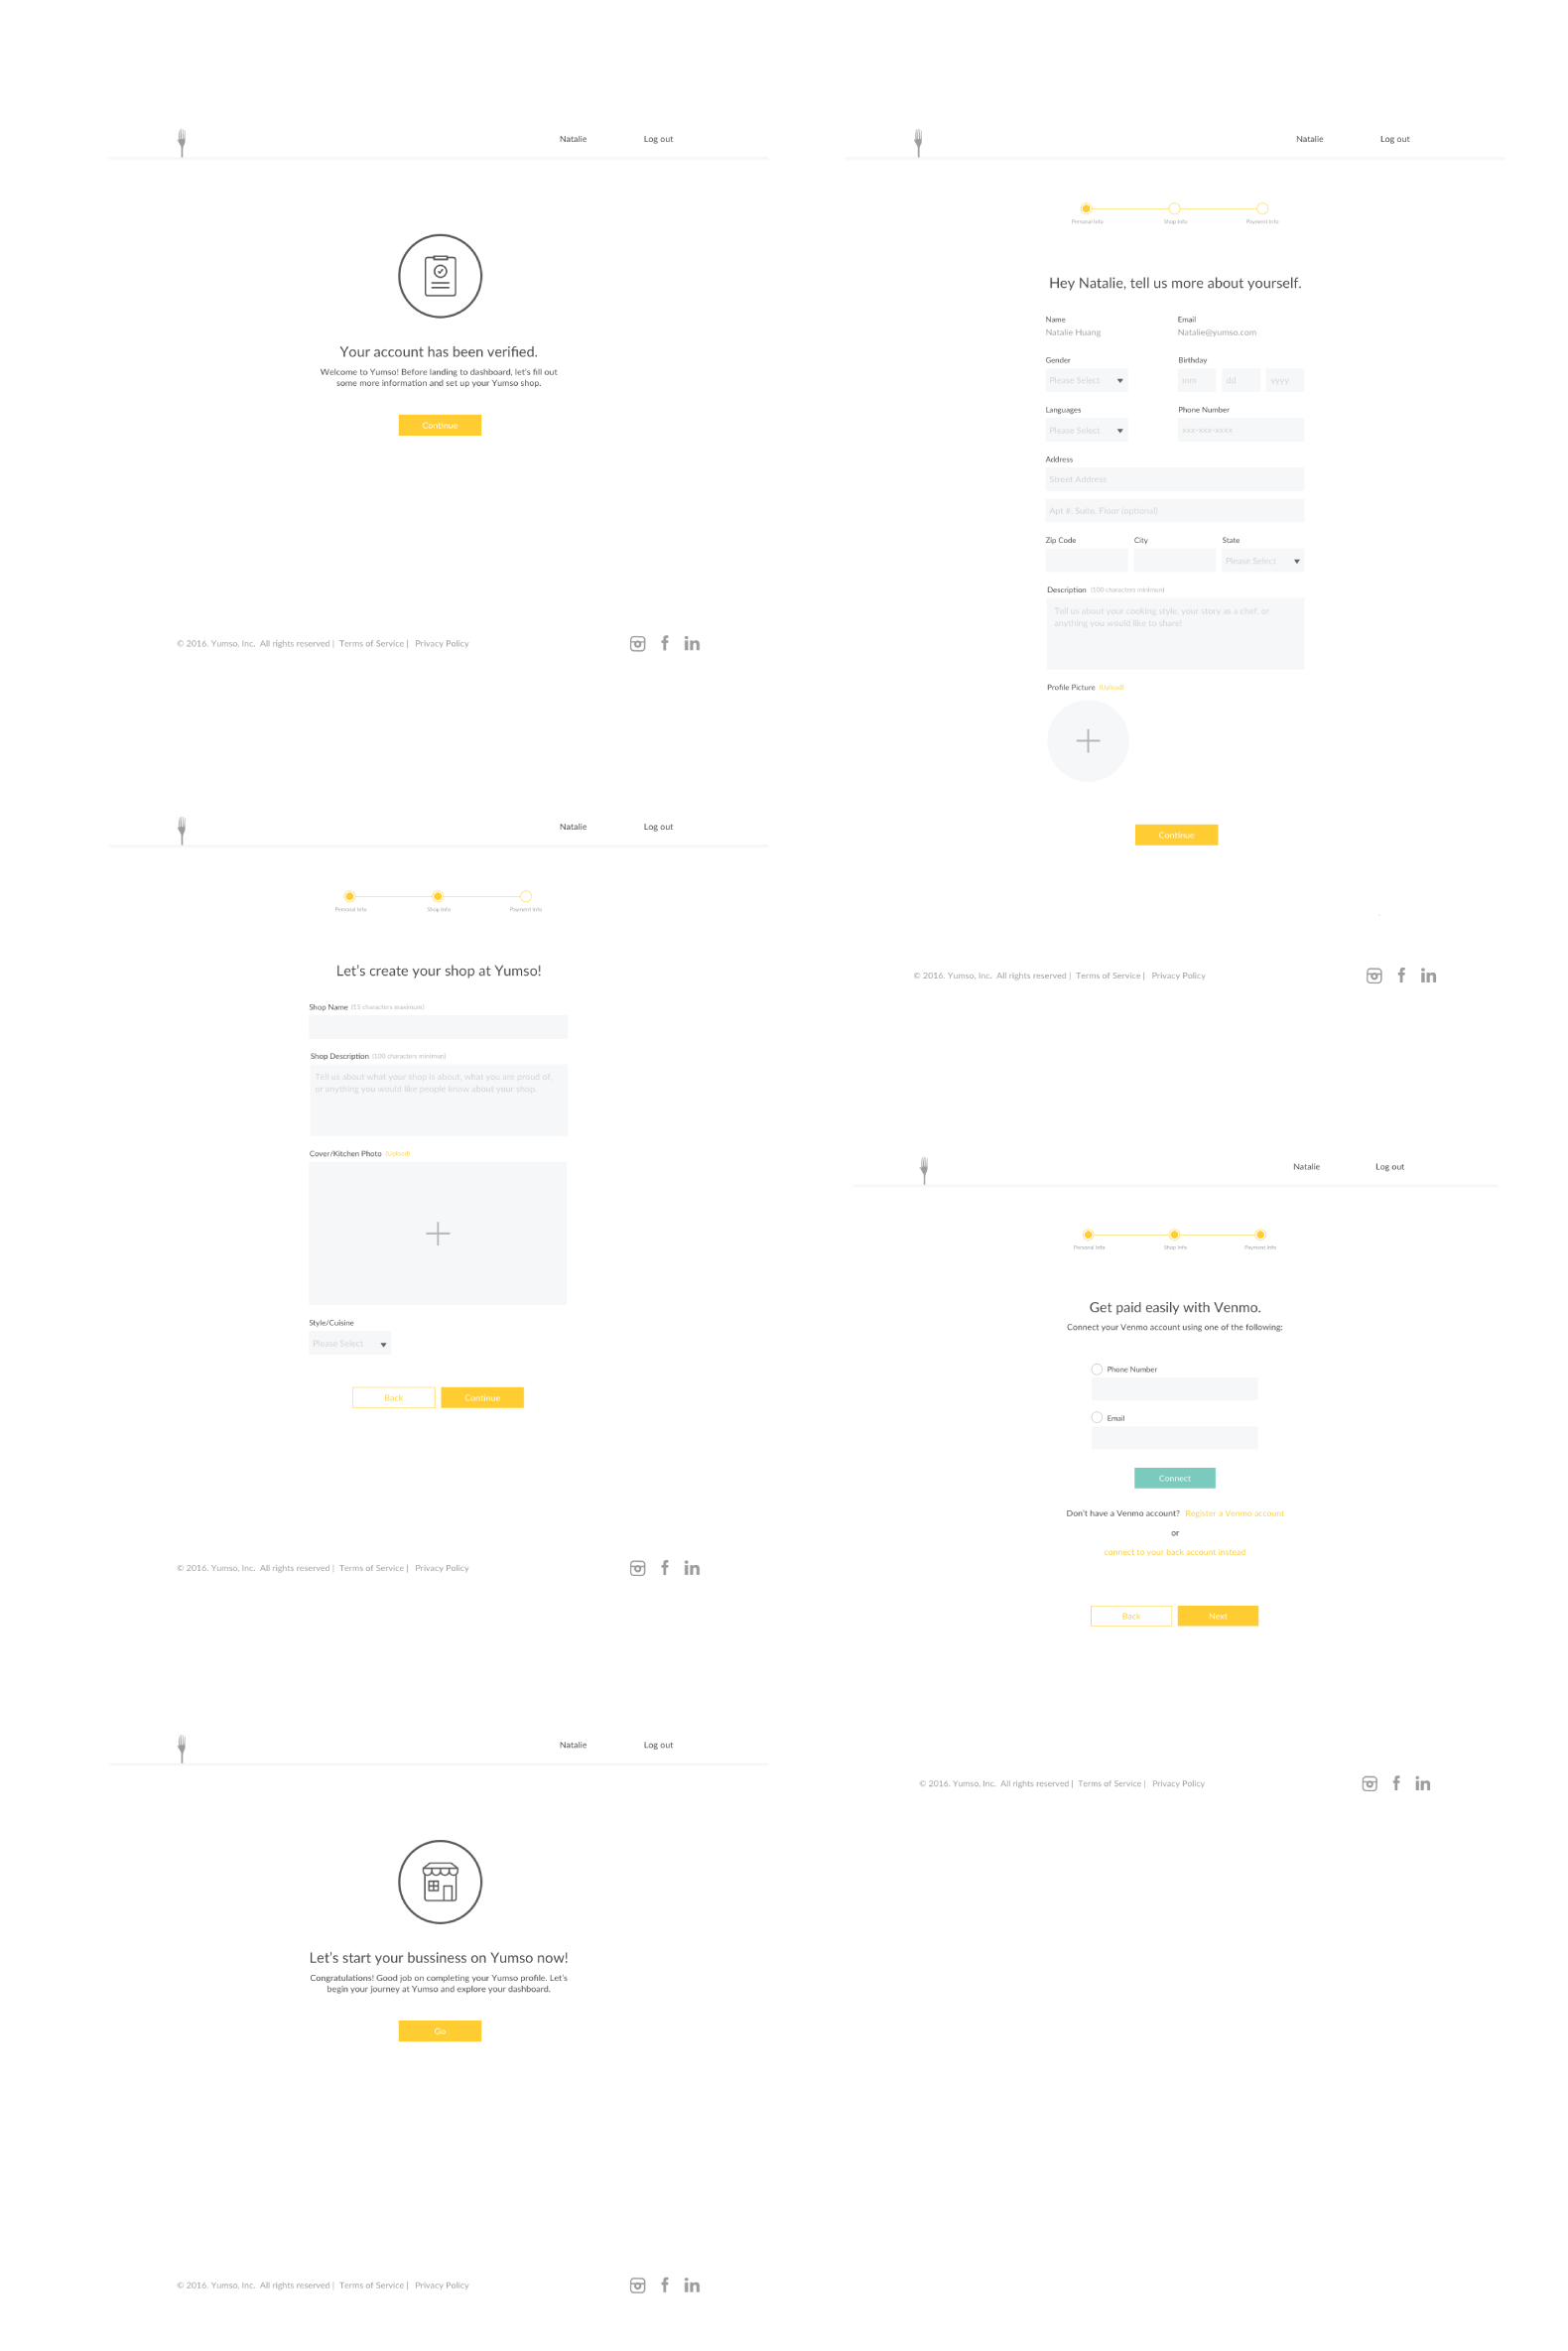 Natalie Log out
Your account has been verified.
Welcome to Yumso! Before landing to dashboard, let's fill out
some more information and set up your Yumso shop.
Continue
© 2016. Yumso, Inc. All rights reserved | Terms of Service | Privacy Policy
Natalie Log out
Personal Info Shop Info Payment Info
Hey Natalie, tell us more about yourself.
Name Email
Natalie Huang Natalie@yumso.com
Gender Birthday
Please Select mm dd yyyy
Languages Phone Number
Please Select xxx-xxx-xxxx
Address
Street Address
Apt #, Suite, Floor (optional)
Zip Code City State
Please Select
Description (100 characters minimun)
Tell us about your cooking style, your story as a chef, or
anything you would like to share!
Profile Picture (Upload)
Continue
© 2016. Yumso, Inc. All rights reserved | Terms of Service | Privacy Policy
Natalie Log out
Personal Info Shop Info Payment Info
Let's create your shop at Yumso!
Shop Name (15 characters maximum)
Shop Description (100 characters minimun)
Tell us about what your shop is about, what you are proud of,
or anything you would like people know about your shop.
Cover/Kitchen Photo (Upload)
Style/Cuisine
Please Select
Back Continue
© 2016. Yumso, Inc. All rights reserved | Terms of Service | Privacy Policy
Natalie Log out
Personal Info Shop Info Payment Info
Get paid easily with Venmo.
Connect your Venmo account using one of the following:
Phone Number
Email
Connect
Don't have a Venmo account? Register a Venmo account
or
connect to your back account instead
Back Next
© 2016. Yumso, Inc. All rights reserved | Terms of Service | Privacy Policy
Natalie Log out
Let's start your bussiness on Yumso now!
Congratulations! Good job on completing your Yumso profile. Let's
begin your journey at Yumso and explore your dashboard.
Go
© 2016. Yumso, Inc. All rights reserved | Terms of Service | Privacy Policy